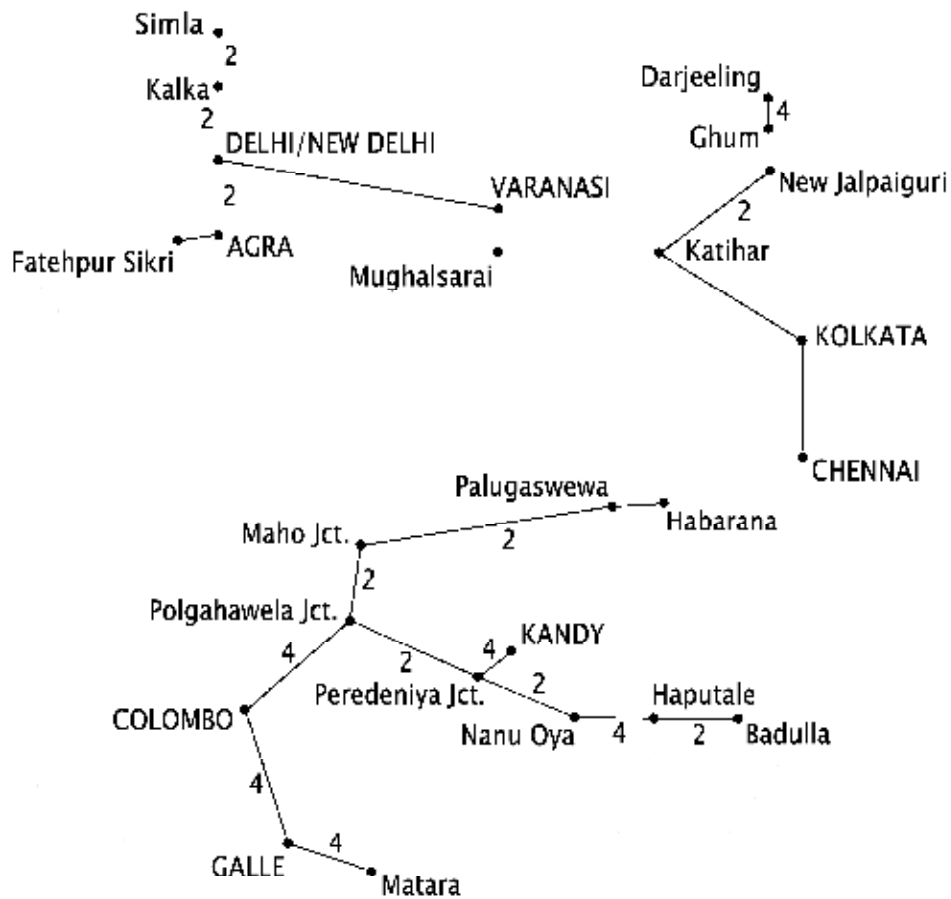 Simla
2
Kalka
2
DELHI/NEW DELHI
2
AGRA
Fatehpur Sikri
VARANASI
Mughalsarai
Darjeeling
4
Ghum
New Jalpaiguri
2
Katihar
KOLKATA
CHENNAI
Palugaswewa
Habarana
2
Maho Jct.
2
Polgahawela Jct.
4
2
4
KANDY
Peredeniya Jct.
2
Nanu Oya
4
Haputale
2
Badulla
COLOMBO
4
GALLE
4
Matara